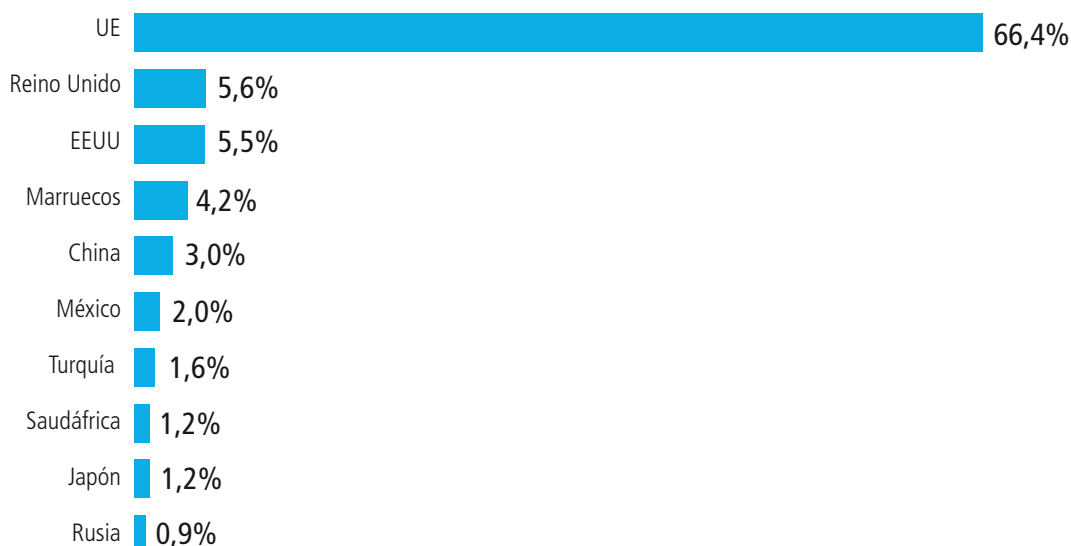 UE 66,4%
Reino Unido 5,6%
EEUU 5,5%
Marruecos 4,2%
China 3,0%
México 2,0%
Turquía 1,6%
Saudáfrica 1,2%
Japón 1,2%
Rusia 0,9%